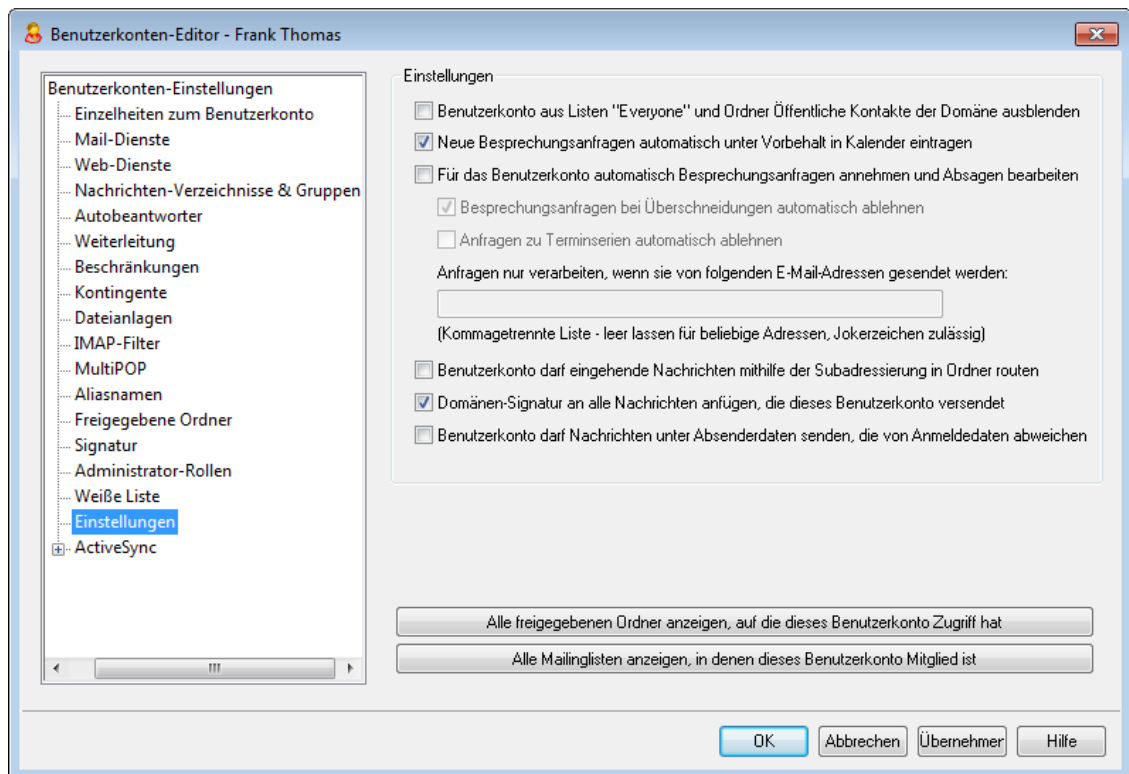 Benutzerkonten-Editor - Frank Thomas
Benutzerkonten-Einstellungen
Einzelheiten zum Benutzerkonto
Mail-Dienste
Web-Dienste
Nachrichten-Verzeichnisse & Gruppen
Autobeantworter
Weiterleitung
Beschränkungen
Kontingente
Dateianlagen
IMAP-Filter
MultiPOP
Aliasnamen
Freigegebene Ordner
Signatur
Administrator-Rollen
Weiße Liste
Einstellungen
ActiveSync
Einstellungen
Benutzerkonto aus Listen "Everyone" und Ordner Öffentliche Kontakte der Domäne ausblenden
Neue Besprechungsanfragen automatisch unter Vorbehalt in Kalender eintragen
Für das Benutzerkonto automatisch Besprechungsanfragen annehmen und Absagen bearbeiten
Besprechungsanfragen bei Überschneidungen automatisch ablehnen
Anfragen zu Terminserien automatisch ablehnen
Anfragen nur verarbeiten, wenn sie von folgenden E-Mail-Adressen gesendet werden:
(Kommagetrennte Liste - leer lassen für beliebige Adressen, Jokerzeichen zulässig)
Benutzerkonto darf eingehende Nachrichten mithilfe der Subadressierung in Ordner routen
Domänen-Signatur an alle Nachrichten anfügen, die dieses Benutzerkonto versendet
Benutzerkonto darf Nachrichten unter Absenderdaten senden, die von Anmeldedaten abweichen
Alle freigegebenen Ordner anzeigen, auf die dieses Benutzerkonto Zugriff hat
Alle Mailinglisten anzeigen, in denen dieses Benutzerkonto Mitglied ist
OK
Abbrechen
Übernehmer
Hilfe